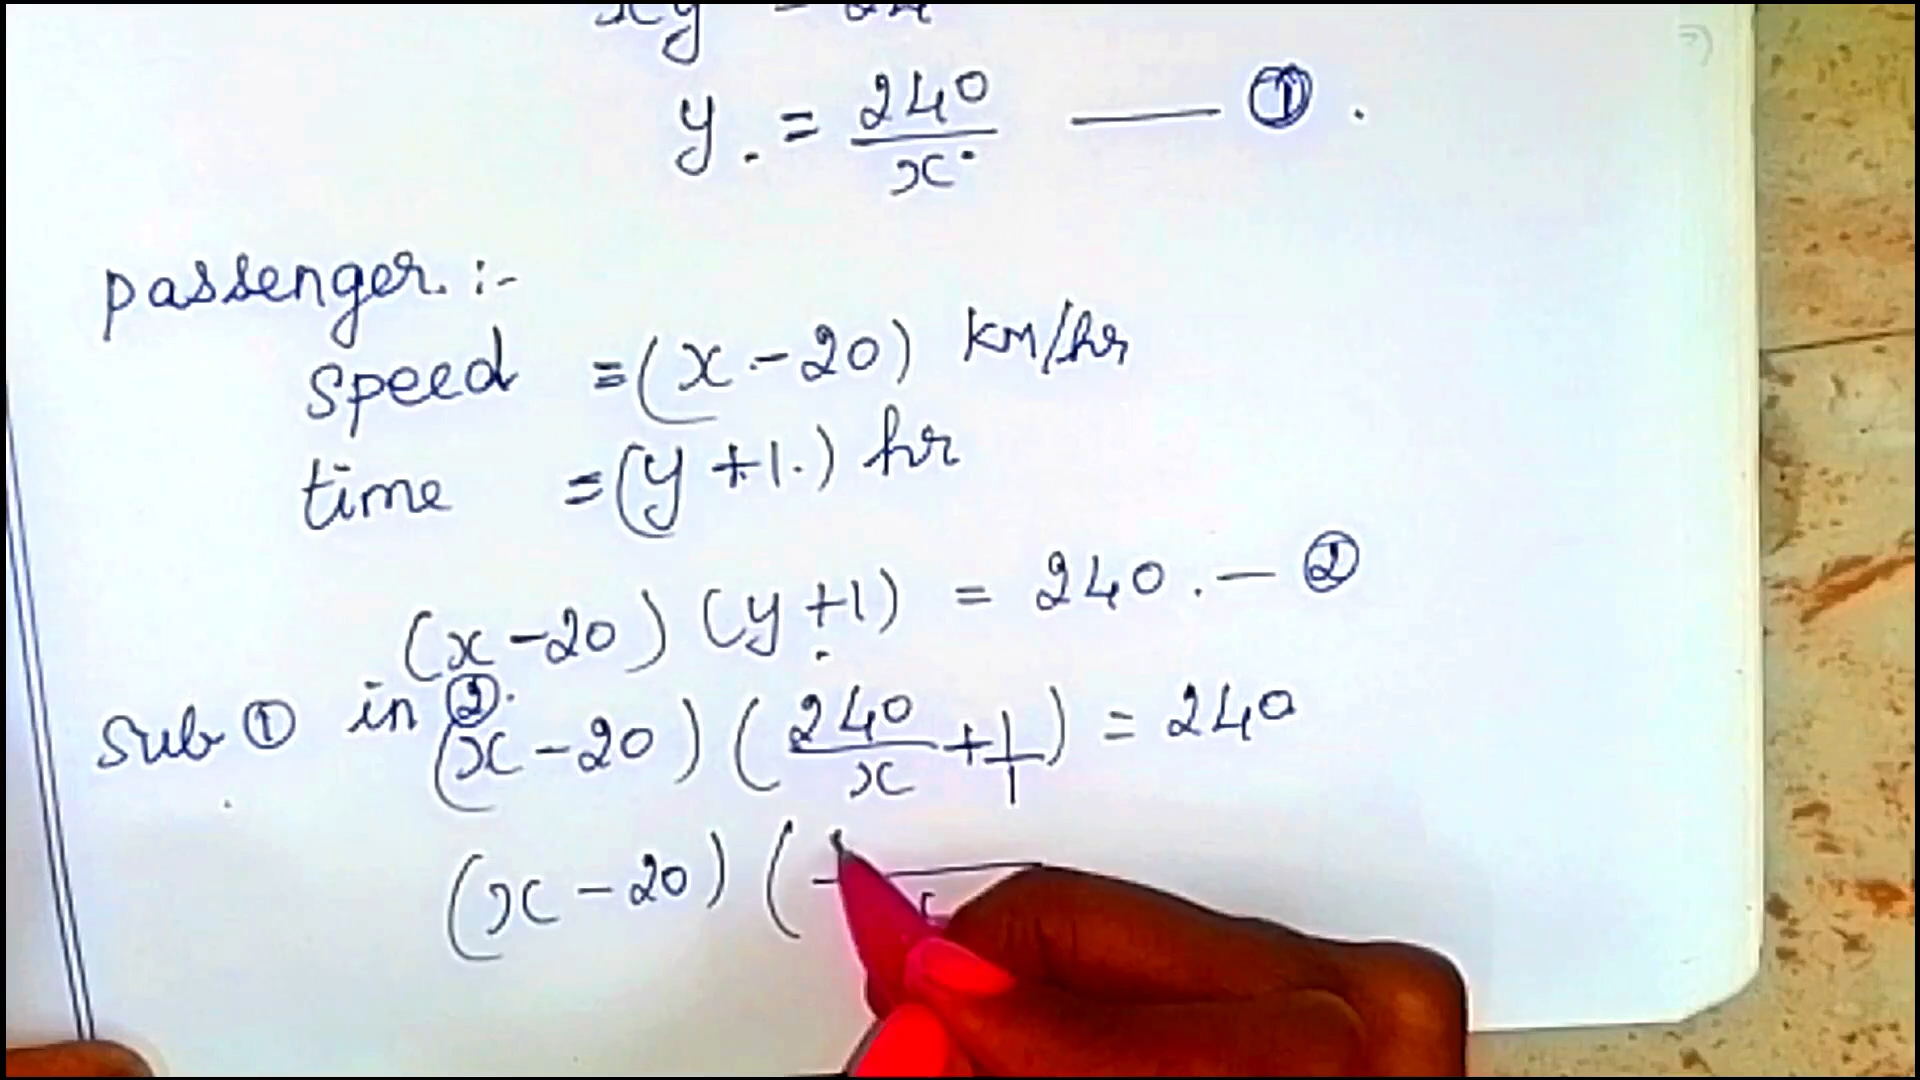 y = 240/x — ①.
passenger :-
speed = (x - 20) km/hr
time = (y + 1) hr
(x - 20) (y + 1) = 240. — ②
Sub ① in ②.
(x - 20) (240/x + 1/1) = 240
(x - 20) (